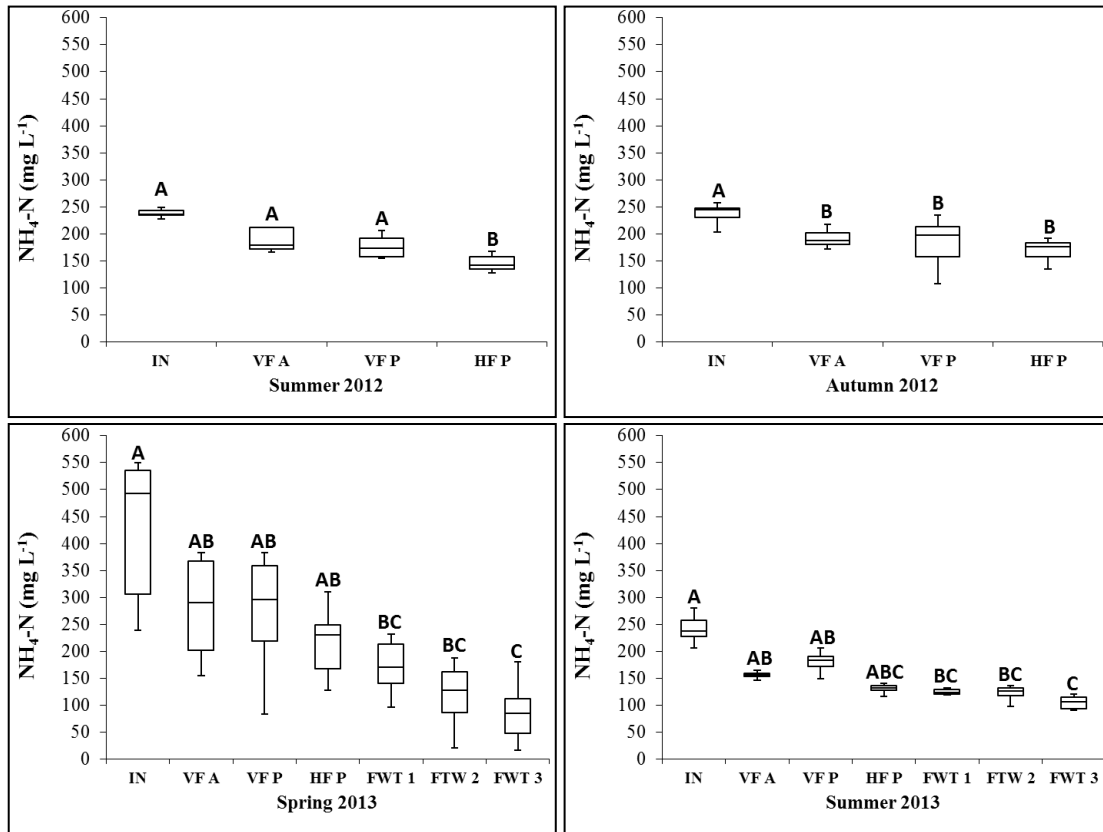 600
550
500
450
400
350
300
250
200
150
100
50
0
NH₄-N (mg L⁻¹)
A
A
A
B
IN VF A VF P HF P
Summer 2012
600
550
500
450
400
350
300
250
200
150
100
50
0
NH₄-N (mg L⁻¹)
A
B
B
B
IN VF A VF P HF P
Autumn 2012
600
550
500
450
400
350
300
250
200
150
100
50
0
NH₄-N (mg L⁻¹)
A
AB
AB
AB
BC
BC
C
IN VF A VF P HF P FWT 1 FTW 2 FWT 3
Spring 2013
600
550
500
450
400
350
300
250
200
150
100
50
0
NH₄-N (mg L⁻¹)
A
AB
AB
ABC
BC
BC
C
IN VF A VF P HF P FWT 1 FTW 2 FWT 3
Summer 2013